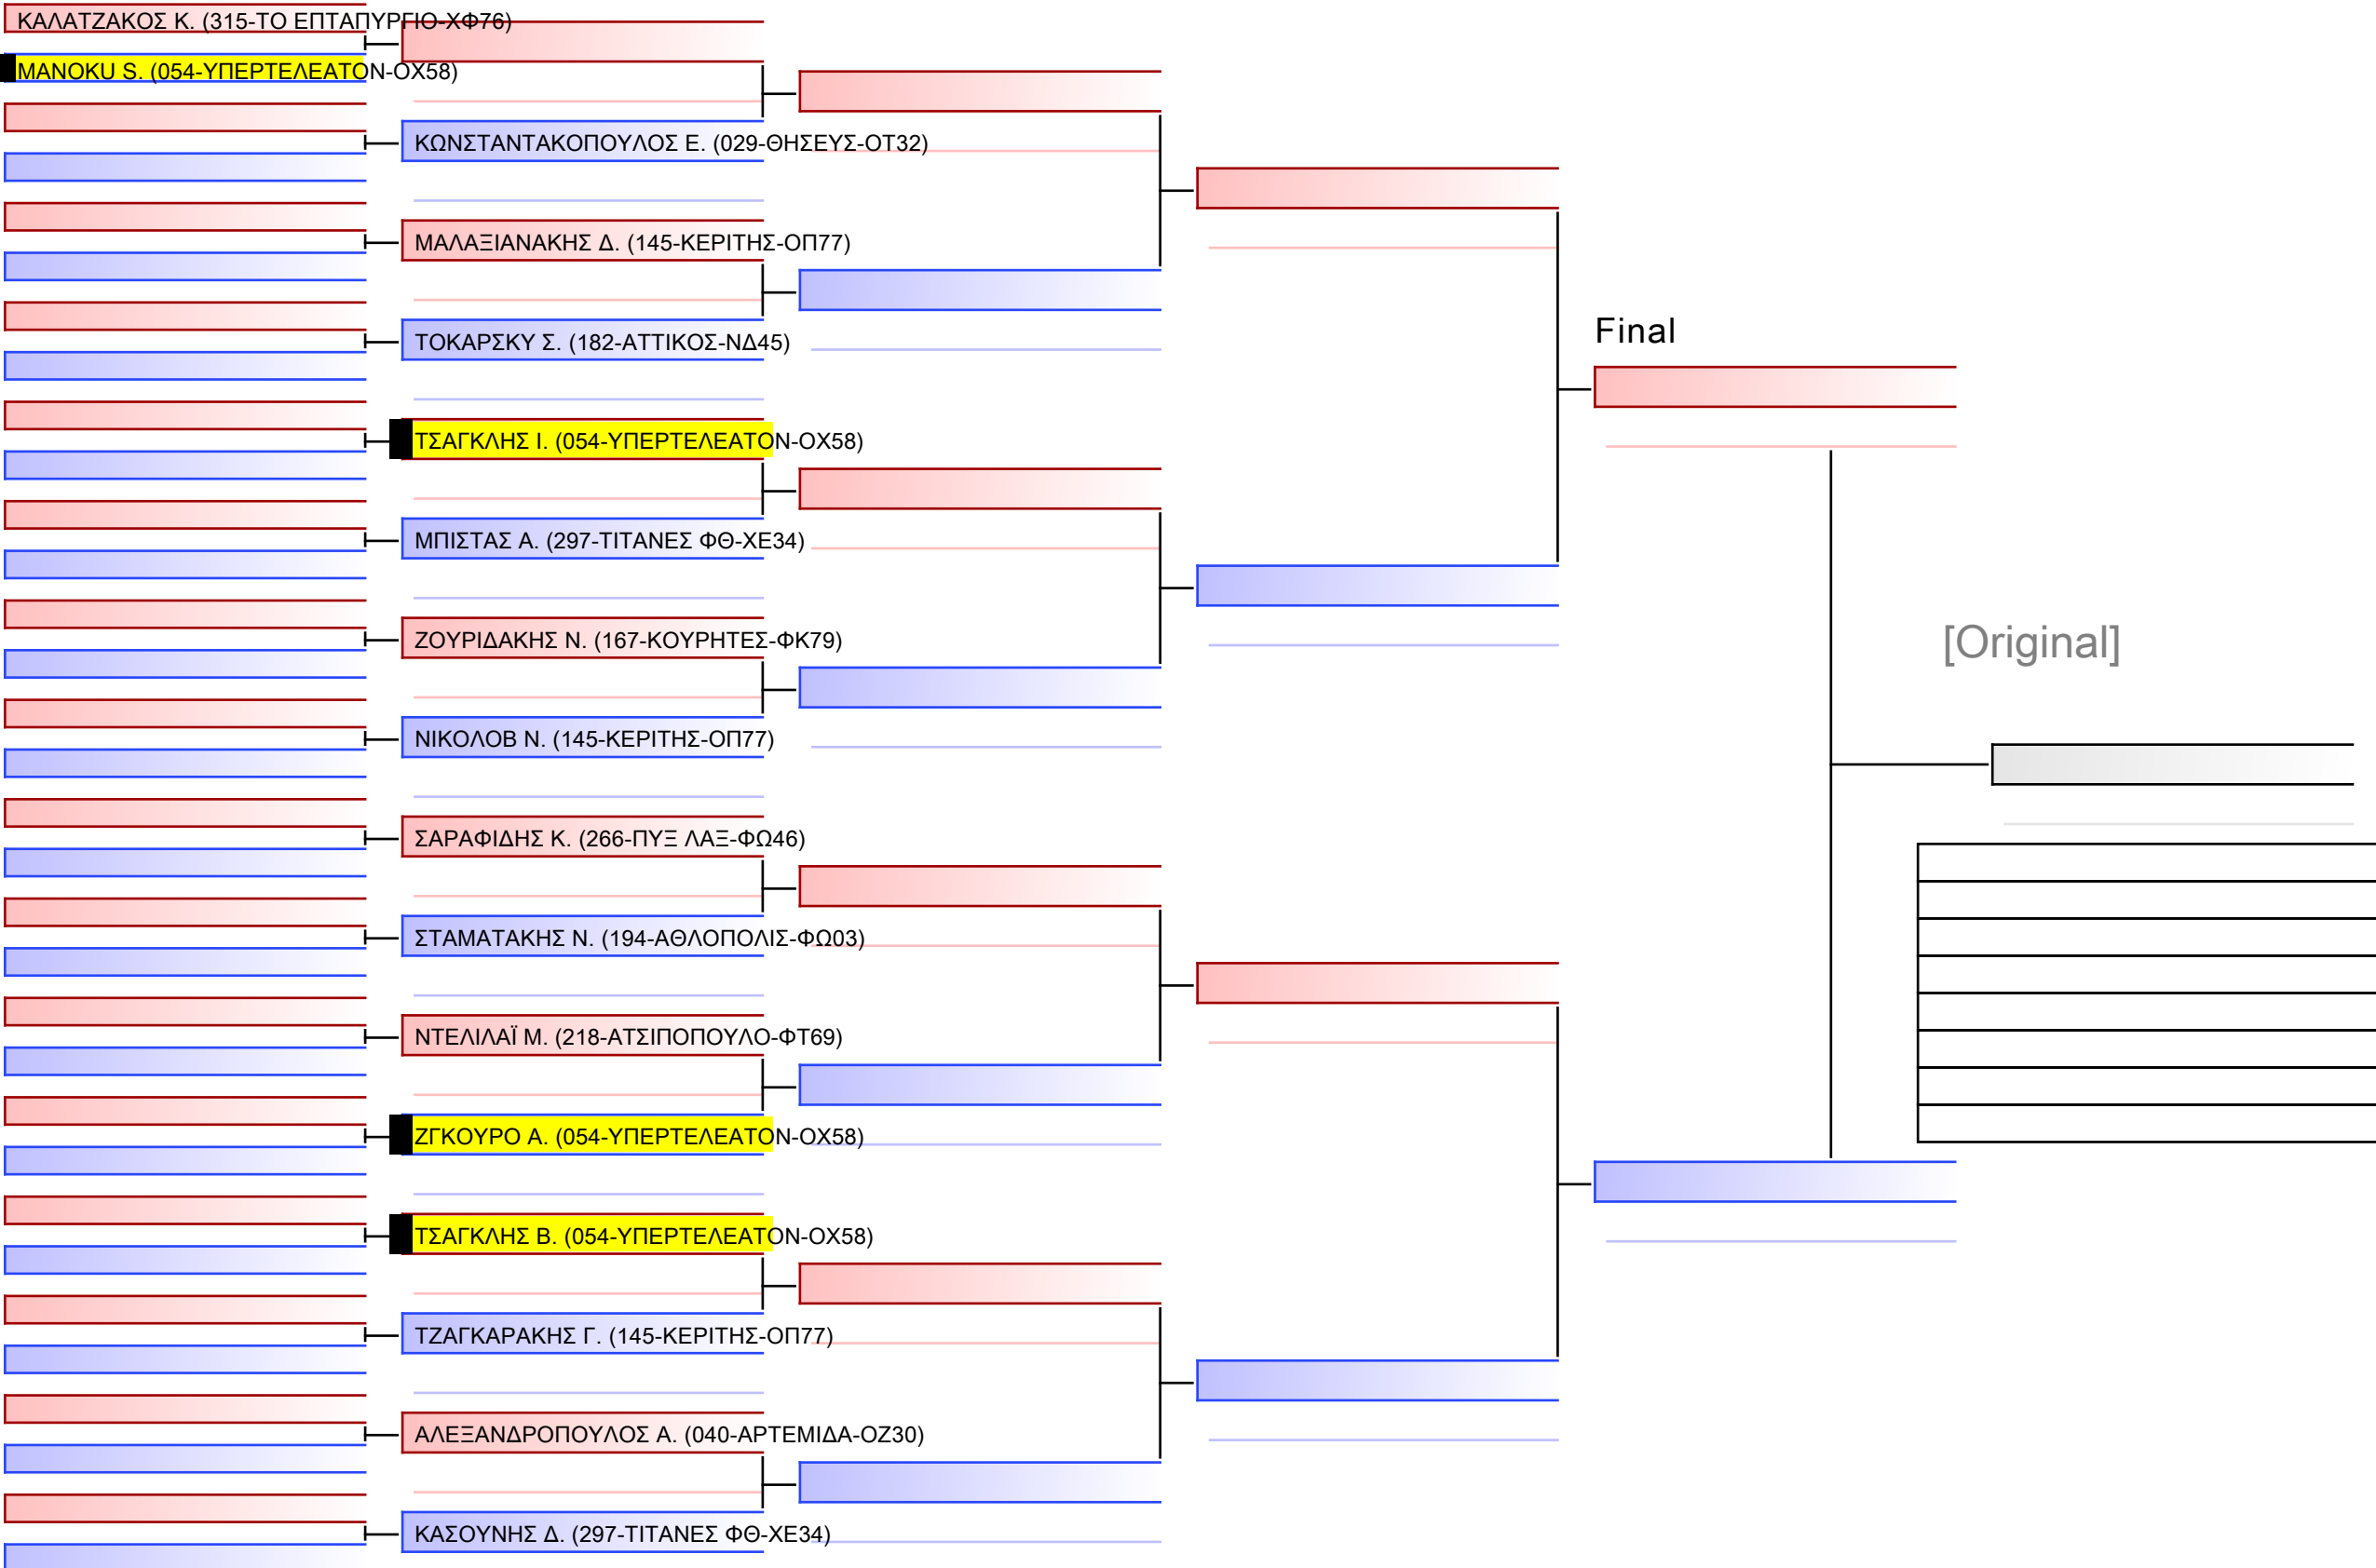 ΚΑΛΑΤΖΑΚΟΣ Κ. (315-ΤΟ ΕΠΤΑΠΥΡΓΙΟ-ΧΦ76)
MANOKU S. (054-ΥΠΕΡΤΕΛΕΑΤΟΝ-ΟΧ58)
ΚΩΝΣΤΑΝΤΑΚΟΠΟΥΛΟΣ Ε. (029-ΘΗΣΕΥΣ-ΟΤ32)
ΜΑΛΑΞΙΑΝΑΚΗΣ Δ. (145-ΚΕΡΙΤΗΣ-ΟΠ77)
ΤΟΚΑΡΣΚΥ Σ. (182-ΑΤΤΙΚΟΣ-ΝΔ45)
Final
ΤΣΑΓΚΛΗΣ Ι. (054-ΥΠΕΡΤΕΛΕΑΤΟΝ-ΟΧ58)
ΜΠΙΣΤΑΣ Α. (297-ΤΙΤΑΝΕΣ ΦΘ-ΧΕ34)
ΖΟΥΡΙΔΑΚΗΣ Ν. (167-ΚΟΥΡΗΤΕΣ-ΦΚ79)
[Original]
ΝΙΚΟΛΟΒ Ν. (145-ΚΕΡΙΤΗΣ-ΟΠ77)
ΣΑΡΑΦΙΔΗΣ Κ. (266-ΠΥΞ ΛΑΞ-ΦΩ46)
ΣΤΑΜΑΤΑΚΗΣ Ν. (194-ΑΘΛΟΠΟΛΙΣ-ΦΩ03)
ΝΤΕΛΙΛΑΪ Μ. (218-ΑΤΣΙΠΟΠΟΥΛΟ-ΦΤ69)
ΖΓΚΟΥΡΟ Α. (054-ΥΠΕΡΤΕΛΕΑΤΟΝ-ΟΧ58)
ΤΣΑΓΚΛΗΣ Β. (054-ΥΠΕΡΤΕΛΕΑΤΟΝ-ΟΧ58)
ΤΖΑΓΚΑΡΑΚΗΣ Γ. (145-ΚΕΡΙΤΗΣ-ΟΠ77)
ΑΛΕΞΑΝΔΡΟΠΟΥΛΟΣ Α. (040-ΑΡΤΕΜΙΔΑ-ΟΖ30)
ΚΑΣΟΥΝΗΣ Δ. (297-ΤΙΤΑΝΕΣ ΦΘ-ΧΕ34)